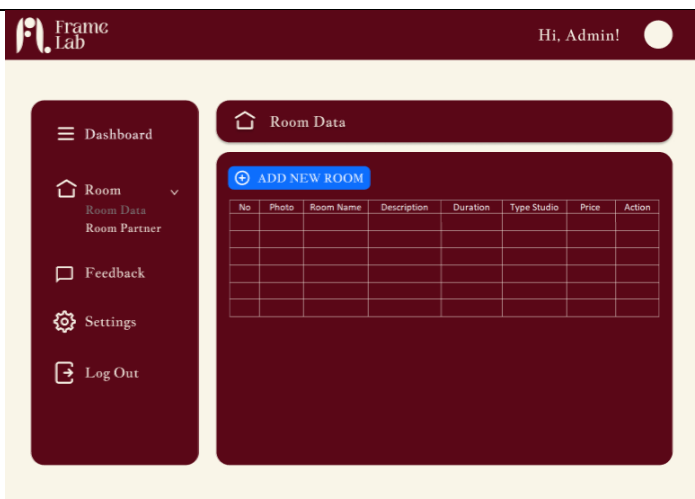 Frame
Lab
Hi, Admin!
Dashboard
Room
Room Data
Room Partner
Feedback
Settings
Log Out
Room Data
ADD NEW ROOM
No Photo Room Name Description Duration Type Studio Price Action